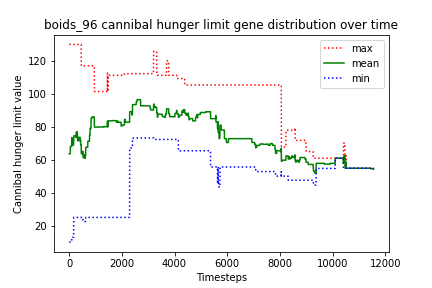 boids_96 cannibal hunger limit gene distribution over time
max
mean
min
Cannibal hunger limit value
120
100
80
60
40
20
0
2000
4000
6000
8000
10000
12000
Timesteps